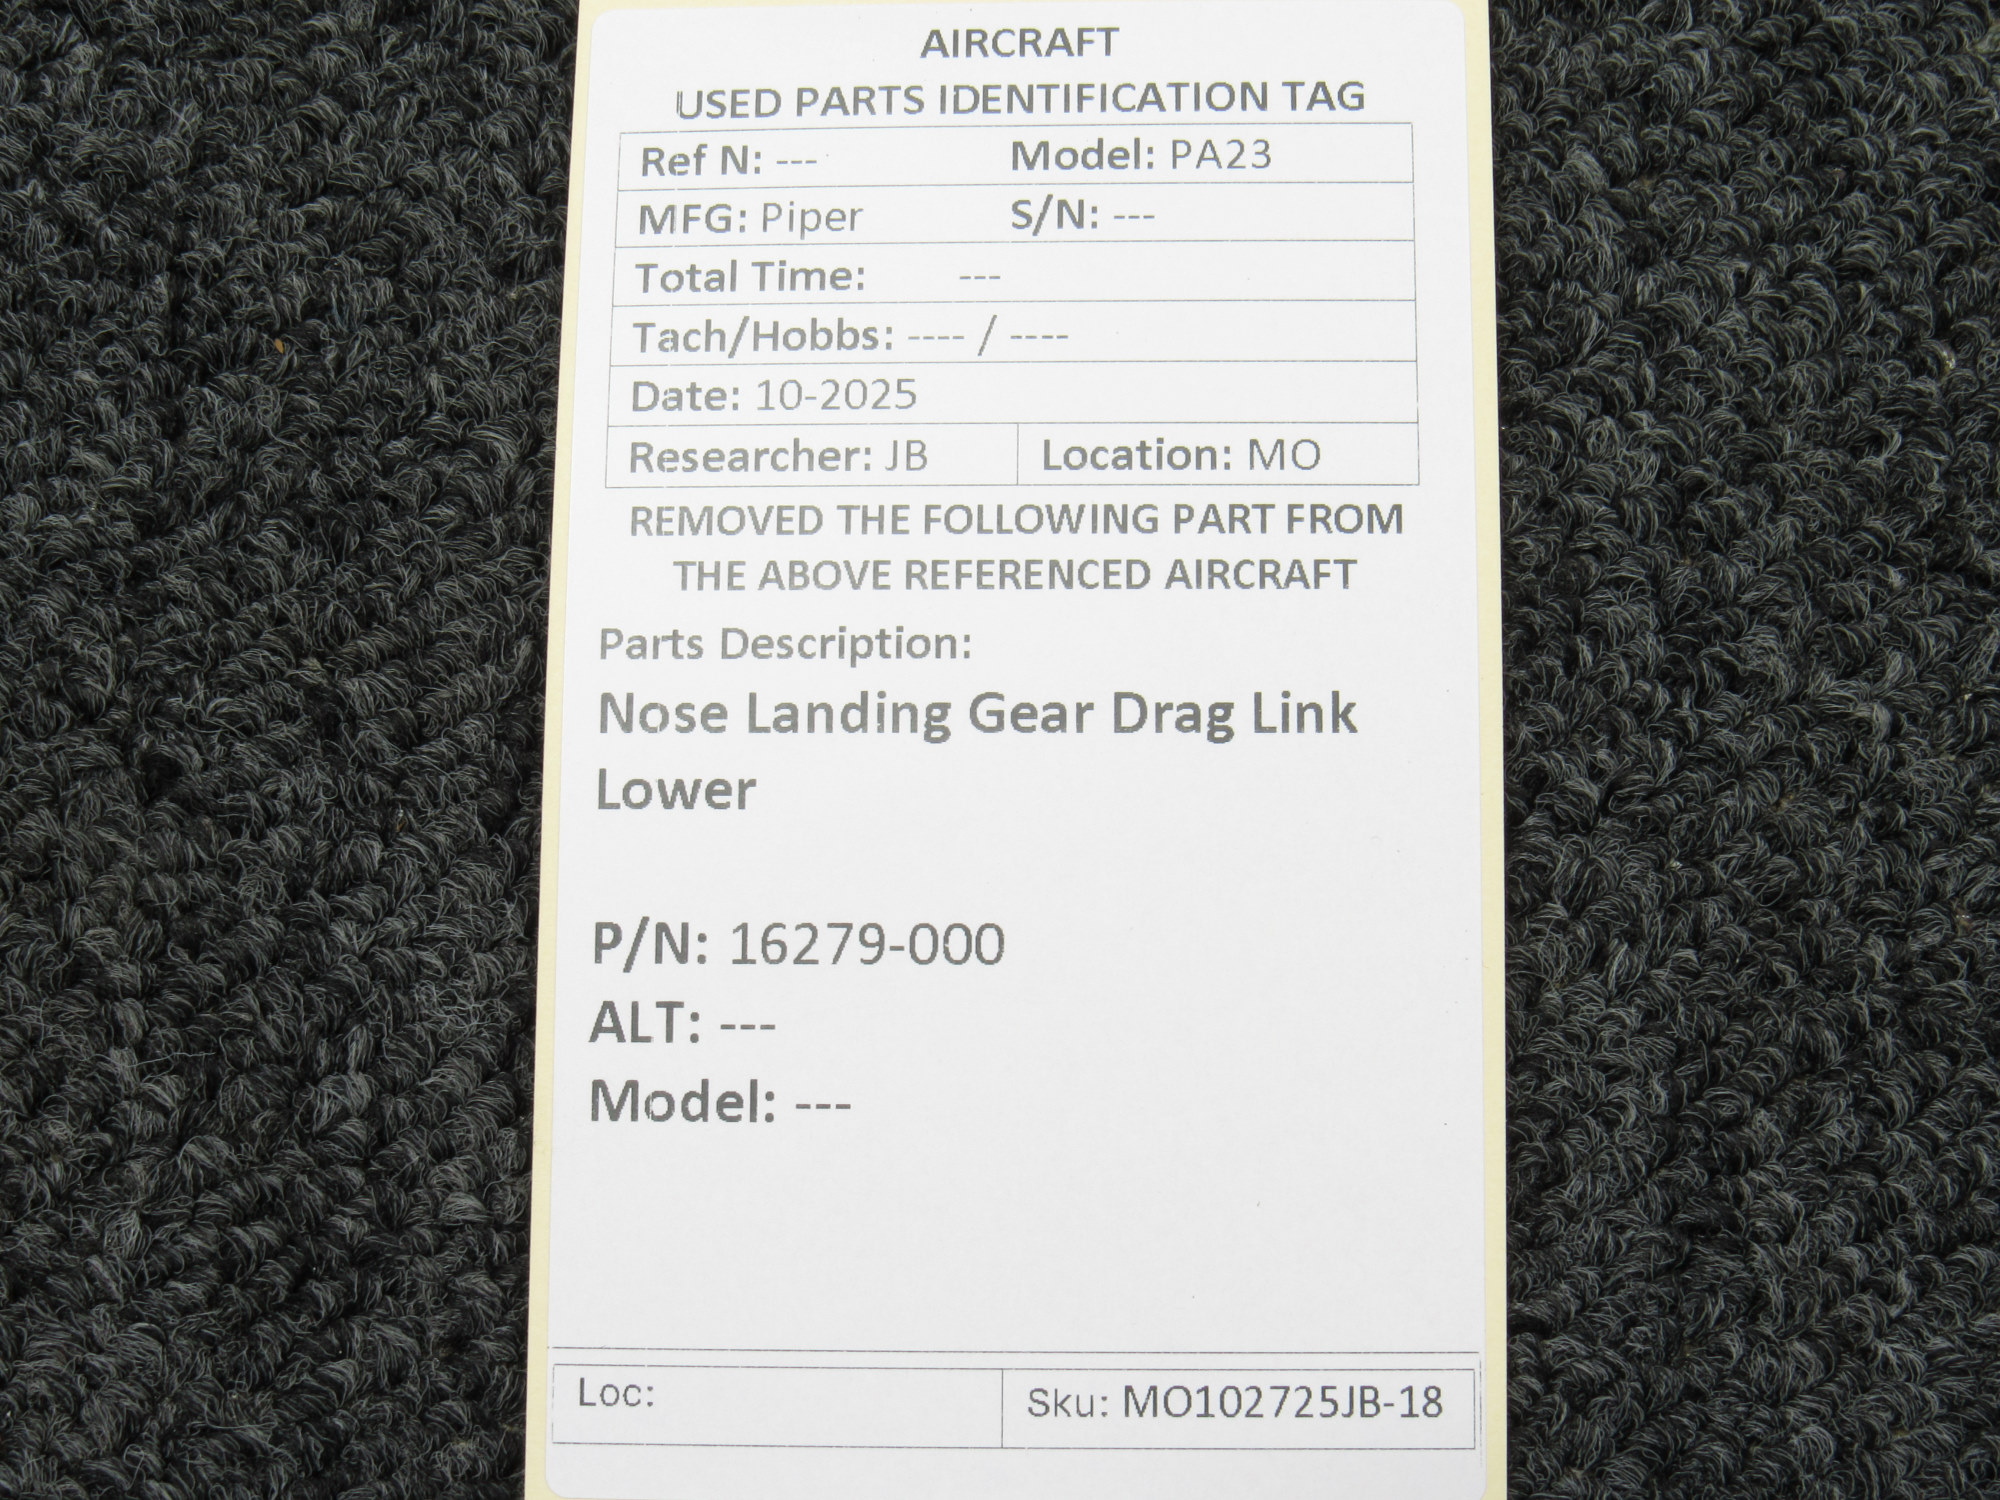 AIRCRAFT
USED PARTS IDENTIFICATION TAG
Ref N: --- Model: PA23
MFG: Piper S/N: ---
Total Time: ---
Tach/Hobbs: ---- / ----
Date: 10-2025
Researcher: JB Location: MO
REMOVED THE FOLLOWING PART FROM
THE ABOVE REFERENCED AIRCRAFT
Parts Description:
Nose Landing Gear Drag Link
Lower
P/N: 16279-000
ALT: ---
Model: ---
Loc: Sku: MO102725JB-18